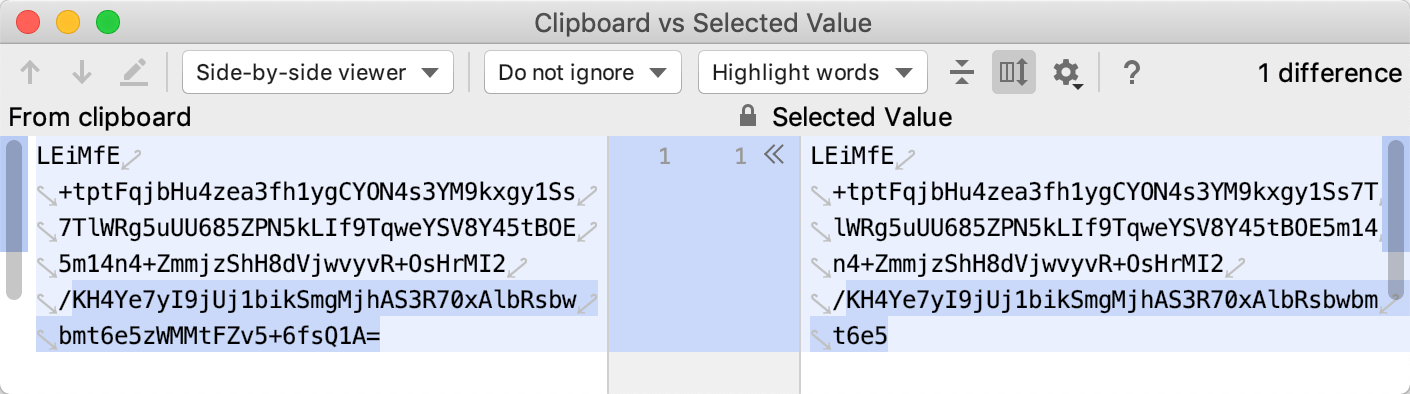 Clipboard vs Selected Value
Side-by-side viewer
Do not ignore
Highlight words
?
1 difference
From clipboard
Selected Value
LEiMfE
+tptFqjbHu4zea3fh1ygCYON4s3YM9kxgy1Ss
7TlWRg5uUU685ZPN5kLIf9TqweYSV8Y45tBOE
5m14n4+ZmmjzShH8dVjwvyvR+OsHrMI2
/KH4Ye7yI9jUj1bikSmgMjhAS3R70xAlbRsbw
bmt6e5zWMMtFZv5+6fsQ1A=
1 1
LEiMfE
+tptFqjbHu4zea3fh1ygCYON4s3YM9kxgy1Ss7T
lWRg5uUU685ZPN5kLIf9TqweYSV8Y45tBOE5m14
n4+ZmmjzShH8dVjwvyvR+OsHrMI2
/KH4Ye7yI9jUj1bikSmgMjhAS3R70xAlbRsbwbm
t6e5